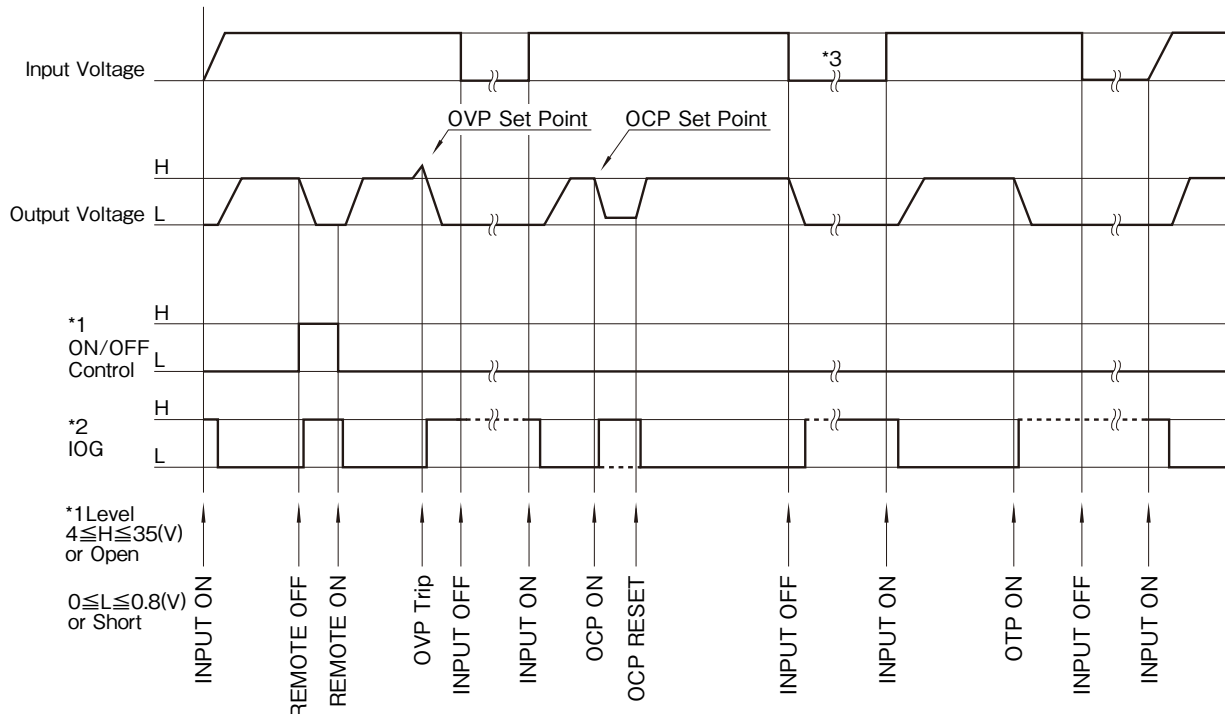 Input Voltage
*3
OVP Set Point
OCP Set Point
H
Output Voltage
L
H
*1
ON/OFF
Control
L
H
*2
IOG
L
*1Level
4≦H≦35(V)
or Open
0≦L≦0.8(V)
or Short
INPUT ON
REMOTE OFF
REMOTE ON
OVP Trip
INPUT OFF
INPUT ON
OCP ON
OCP RESET
INPUT OFF
INPUT ON
OTP ON
INPUT OFF
INPUT ON